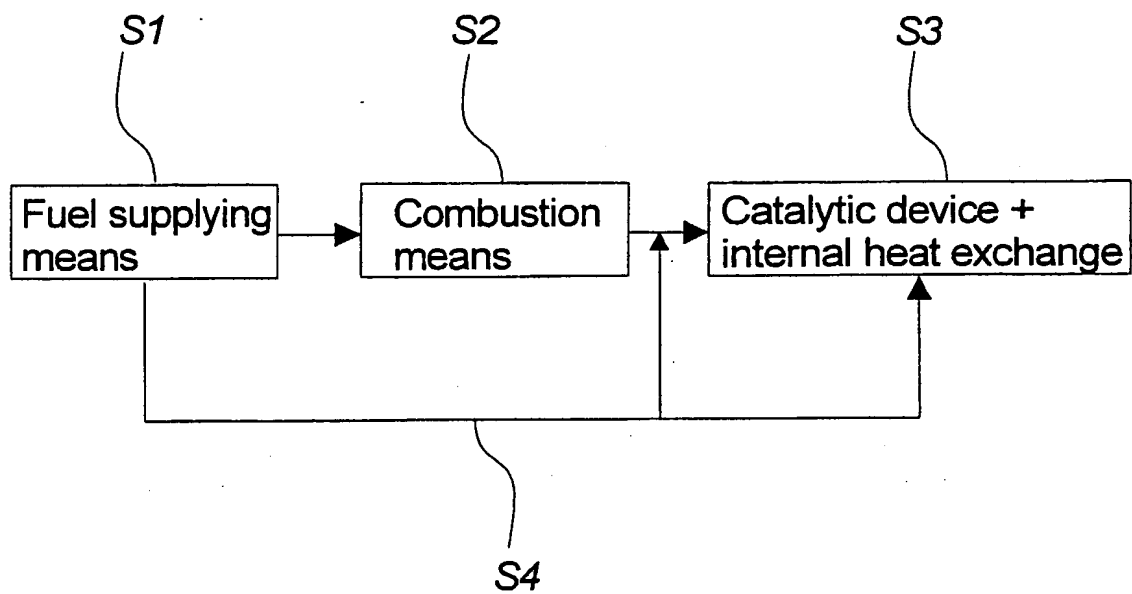 S1
S2
S3
Fuel supplying
means
Combustion
means
Catalytic device +
internal heat exchange
S4